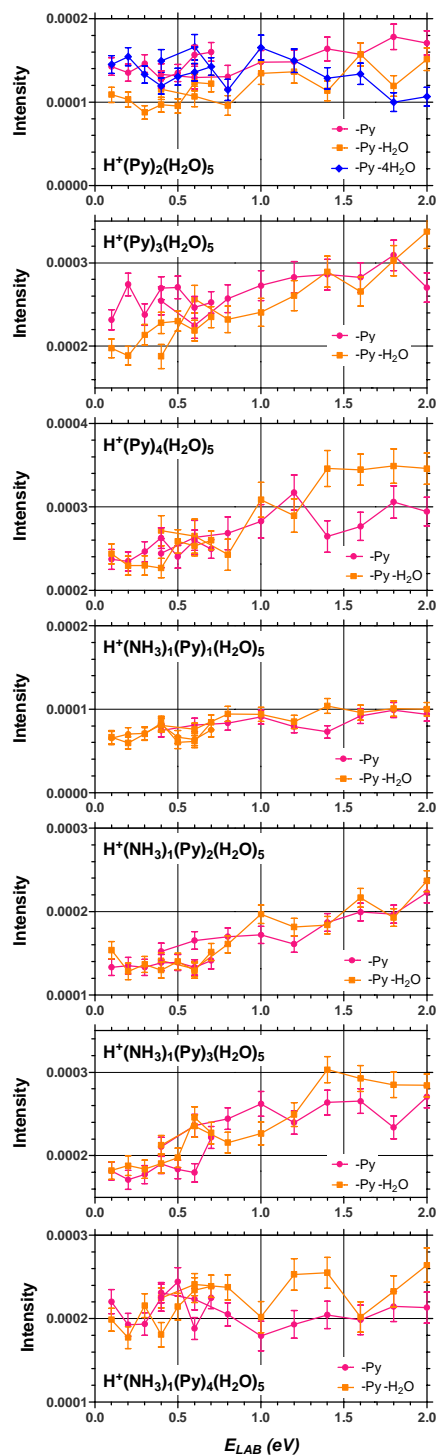 0.0002
0.0001
0.0000
Intensity
H⁺(Py)₂(H₂O)₅
-Py
-Py -H₂O
-Py -4H₂O
0.0 0.5 1.0 1.5 2.0
H⁺(Py)₃(H₂O)₅
0.0003
0.0002
Intensity
-Py
-Py -H₂O
0.0 0.5 1.0 1.5 2.0
0.0004
H⁺(Py)₄(H₂O)₅
0.0003
0.0002
Intensity
-Py
-Py -H₂O
0.0 0.5 1.0 1.5 2.0
0.0002
H⁺(NH₃)₁(Py)₁(H₂O)₅
0.0001
0.0000
Intensity
-Py
-Py -H₂O
0.0 0.5 1.0 1.5 2.0
0.0003
H⁺(NH₃)₁(Py)₂(H₂O)₅
0.0002
0.0001
Intensity
-Py
-Py -H₂O
0.0 0.5 1.0 1.5 2.0
H⁺(NH₃)₁(Py)₃(H₂O)₅
0.0003
0.0002
Intensity
-Py
-Py -H₂O
0.0 0.5 1.0 1.5 2.0
0.0003
0.0002
0.0001
Intensity
-Py
-Py -H₂O
H⁺(NH₃)₁(Py)₄(H₂O)₅
0.0 0.5 1.0 1.5 2.0
E_LAB (eV)